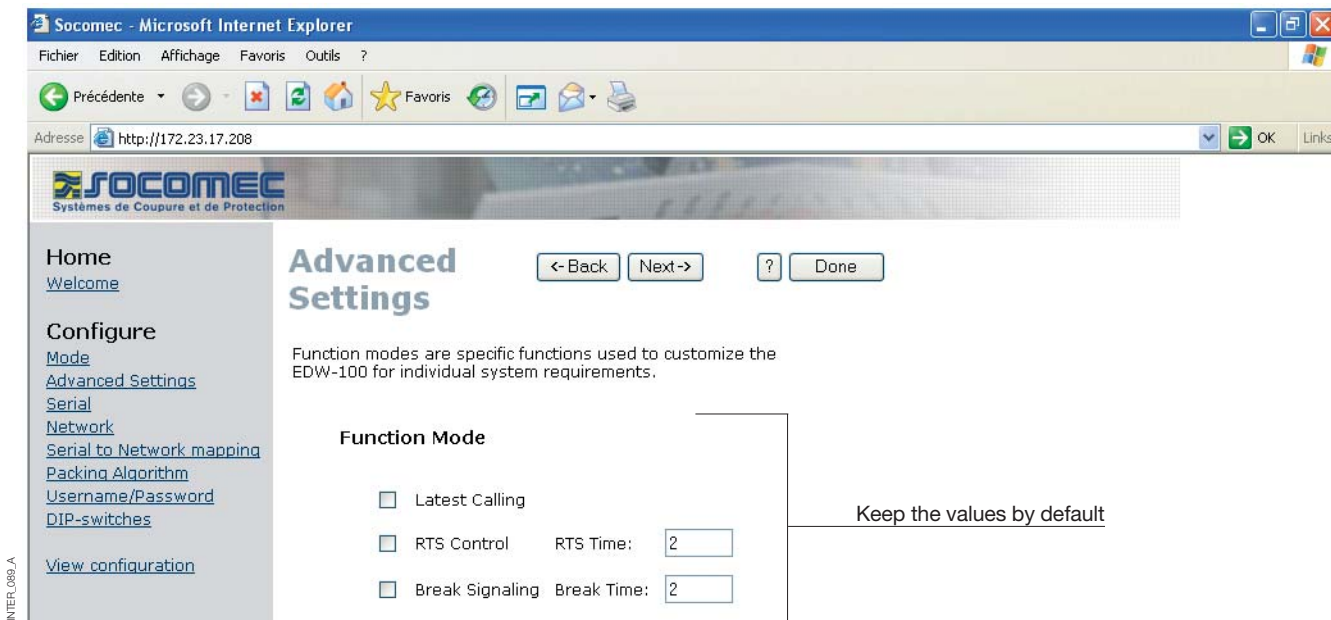 Socomec - Microsoft Internet Explorer
Fichier Edition Affichage Favoris Outils ?
Précédente Favoris
Adresse http://172.23.17.208 OK Links
SOCOMEC
Systèmes de Coupure et de Protection
Home
Welcome
Configure
Mode
Advanced Settings
Serial
Network
Serial to Network mapping
Packing Algorithm
Username/Password
DIP-switches
View configuration
Advanced Settings
<- Back Next -> ? Done
Function modes are specific functions used to customize the
EDW-100 for individual system requirements.
Function Mode
Latest Calling
RTS Control RTS Time: 2
Break Signaling Break Time: 2
Keep the values by default
INTER_089_A